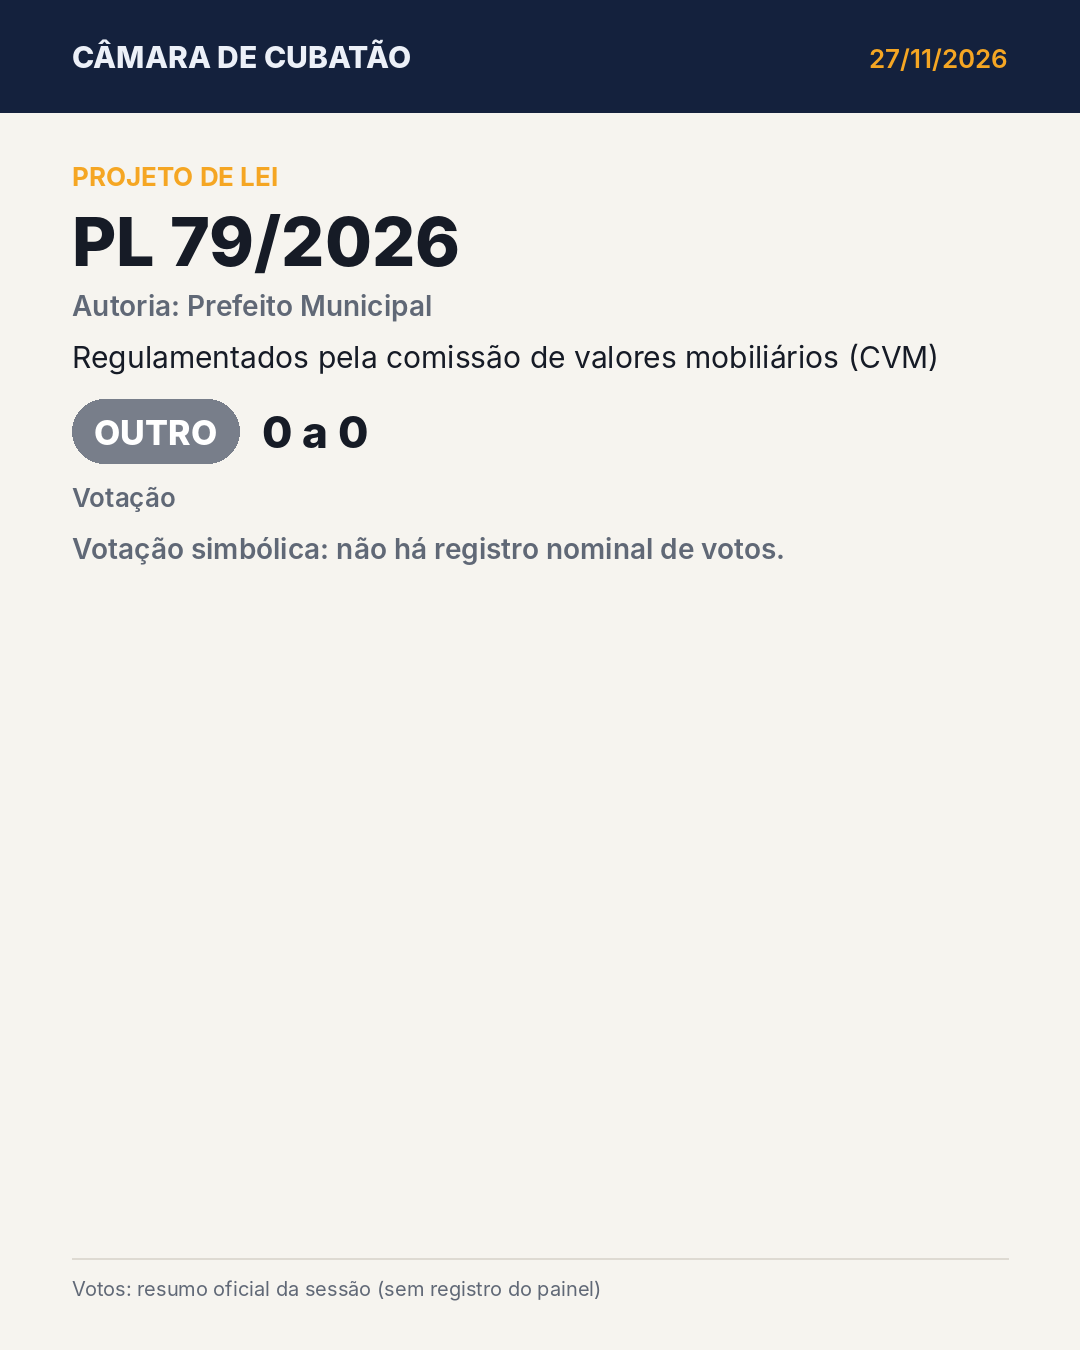 CÂMARA DE CUBATÃO
27/11/2026
PROJETO DE LEI
PL 79/2026
Autoria: Prefeito Municipal
Regulamentados pela comissão de valores mobiliários (CVM)
OUTRO 0 a 0
Votação
Votação simbólica: não há registro nominal de votos.
Votos: resumo oficial da sessão (sem registro do painel)